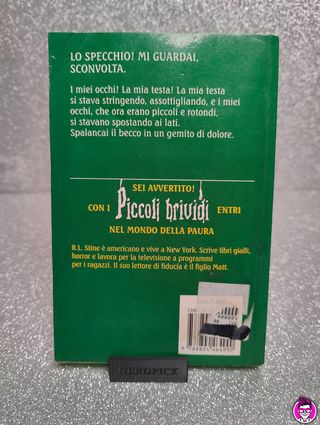 LO SPECCHIO! MI GUARDAI,
SCONVOLTA.
I miei occhi! La mia testa! La mia testa
si stava stringendo, assottigliando, e i miei
occhi, che ora erano piccoli e rotondi,
si stavano spostando ai lati.
Spalancai il becco in un gemito di dolore.
SEI AVVERTITO!
CON I Piccoli brividi ENTRI
NEL MONDO DELLA PAURA
R.L. Stine è americano e vive a New York. Scrive libri gialli,
horror e lavora per la televisione a programmi
per i ragazzi. Il suo lettore di fiducia è il figlio Matt.
9 788804 464990
NERDPICK